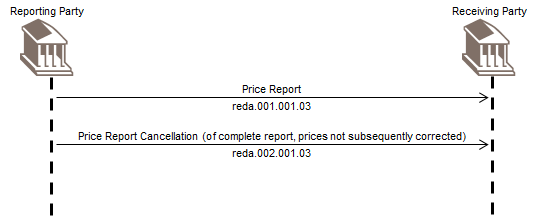 Reporting Party
Receiving Party
Price Report
reda.001.001.03
Price Report Cancellation (of complete report, prices not subsequently corrected)
reda.002.001.03